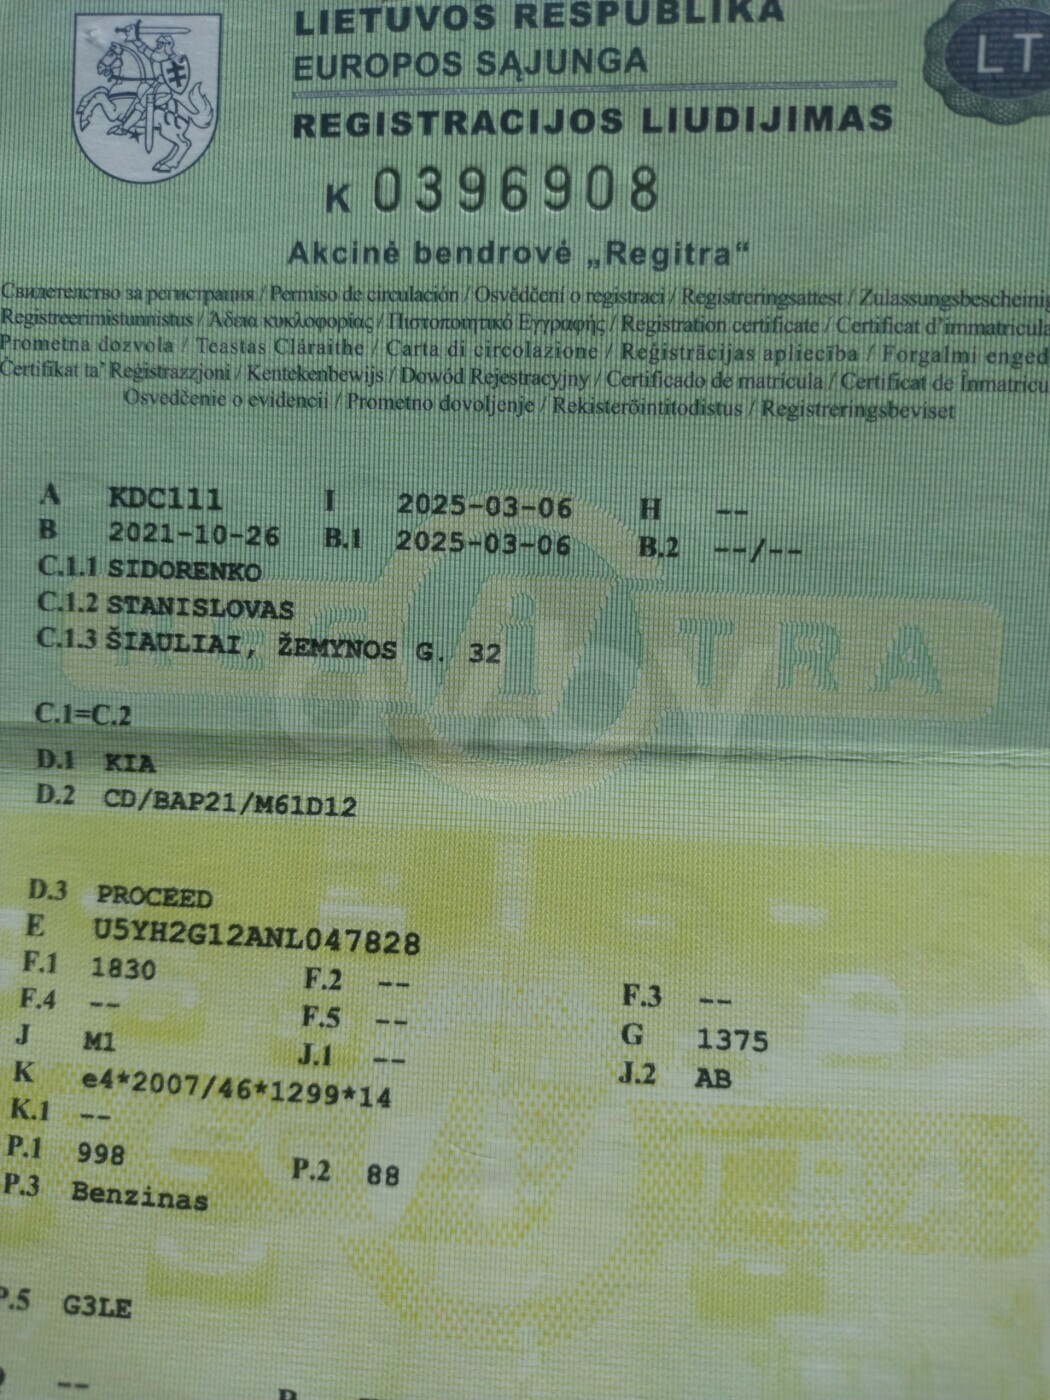 LIETUVOS RESPUBLIKA
EUROPOS SĄJUNGA
LT
REGISTRACIJOS LIUDIJIMAS
K 0396908
Akcinė bendrovė „Regitra“
Свидетелство за регистрация / Permiso de circulación / Osvědčení o registraci / Registreringsattest / Zulassungsbescheinig
Registreerimistunnistus / Άδεια κυκλοφορίας / Πιστοποιητικό Εγγραφής / Registration certificate / Certificat d'immatricula
Prometna dozvola / Teastas Cláraithe / Carta di circolazione / Reģistrācijas apliecība / Forgalmi enged
Ċertifikat ta' Reġistrazzjoni / Kentekenbewijs / Dowód Rejestracyjny / Certificado de matrícula / Certificat de Înmatricu
Osvedčenie o evidencii / Prometno dovoljenje / Rekisteröintitodistus / Registreringsbeviset
A KDC111 I 2025-03-06 H --
B 2021-10-26 B.1 2025-03-06 B.2 --/--
C.1.1 SIDORENKO
C.1.2 STANISLOVAS
C.1.3 ŠIAULIAI, ŽEMYNOS G. 32
REGITRA
C.1=C.2
D.1 KIA
D.2 CD/BAP21/M61D12
D.3 PROCEED
E U5YH2G12ANL047828
F.1 1830 F.2 -- F.3 --
F.4 -- F.5 -- G 1375
J M1 J.1 -- J.2 AB
K e4*2007/46*1299*14
K.1 --
P.1 998 P.2 88
P.3 Benzinas
P.5 G3LE
--